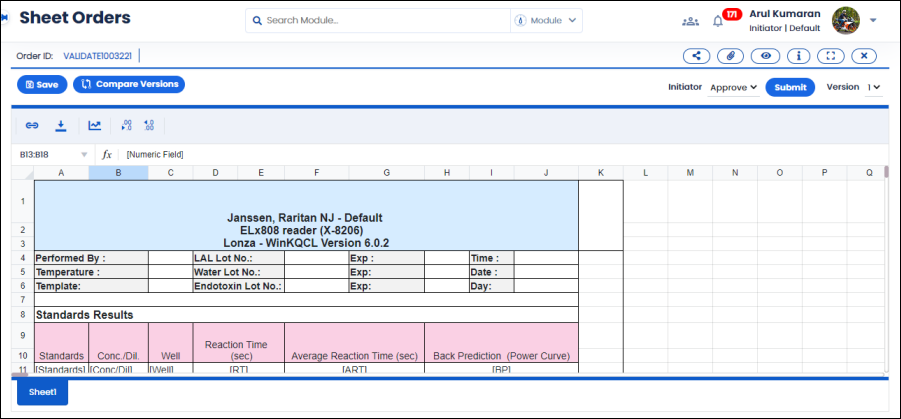 Sheet Orders
Search Module...
Module
171
Arul Kumaran
Initiator | Default
Order ID: VALIDATE1003221
Save
Compare Versions
Initiator Approve Submit Version 1
B13:B18 fx [Numeric Field]
A B C D E F G H I J K L M N O P Q
1
Janssen, Raritan NJ - Default
2 ELx808 reader (X-8206)
3 Lonza - WinKQCL Version 6.0.2
4 Performed By : LAL Lot No.: Exp : Time :
5 Temperature : Water Lot No.: Exp: Date :
6 Template: Endotoxin Lot No.: Exp: Day:
7
8 Standards Results
9 Reaction Time
10 Standards Conc./Dil. Well (sec) Average Reaction Time (sec) Back Prediction (Power Curve)
11 [Standards] [Conc/Dil] [Well] [RT] [ART] [BP]
Sheet1